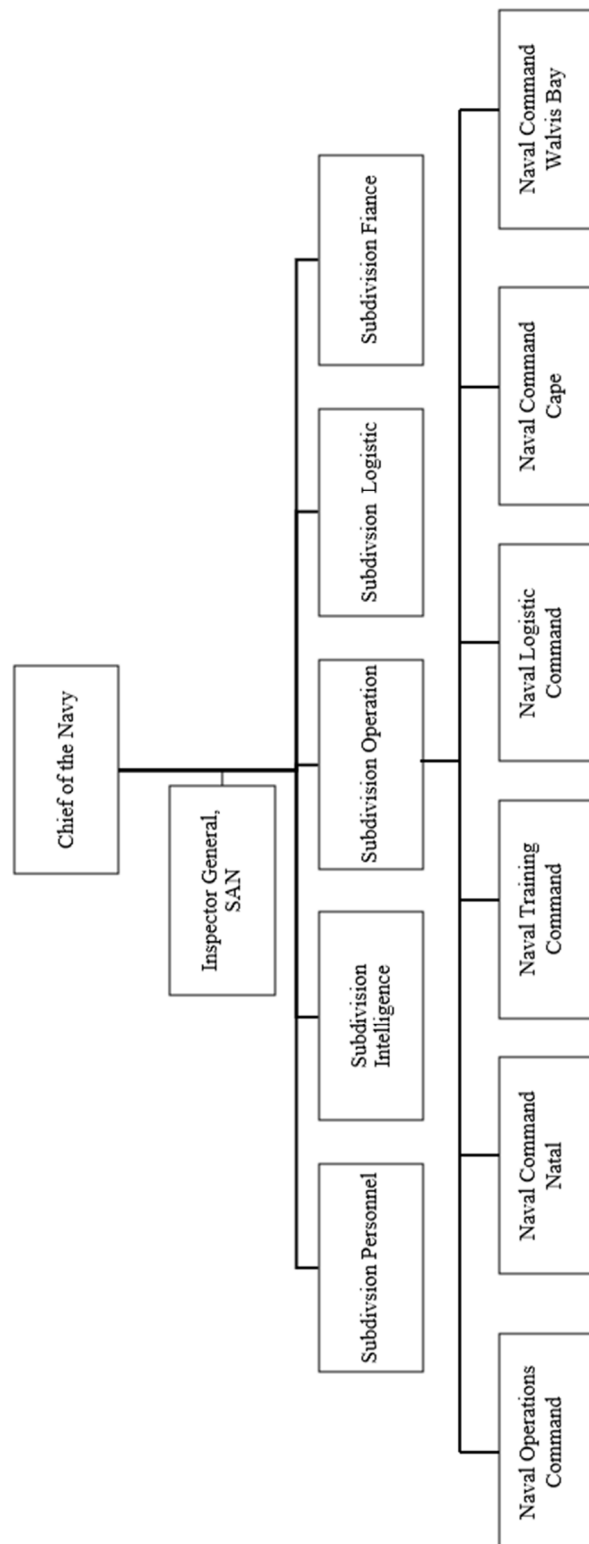 Chief of the Navy
Inspector General,
SAN
Subdivsion Personnel
Subdivision
Intelligence
Subdivision Operation
Subdivsion Logistic
Subdivision Fiance
Naval Operations
Command
Naval Command
Natal
Naval Training
Command
Naval Logistic
Command
Naval Command
Cape
Naval Command
Walvis Bay